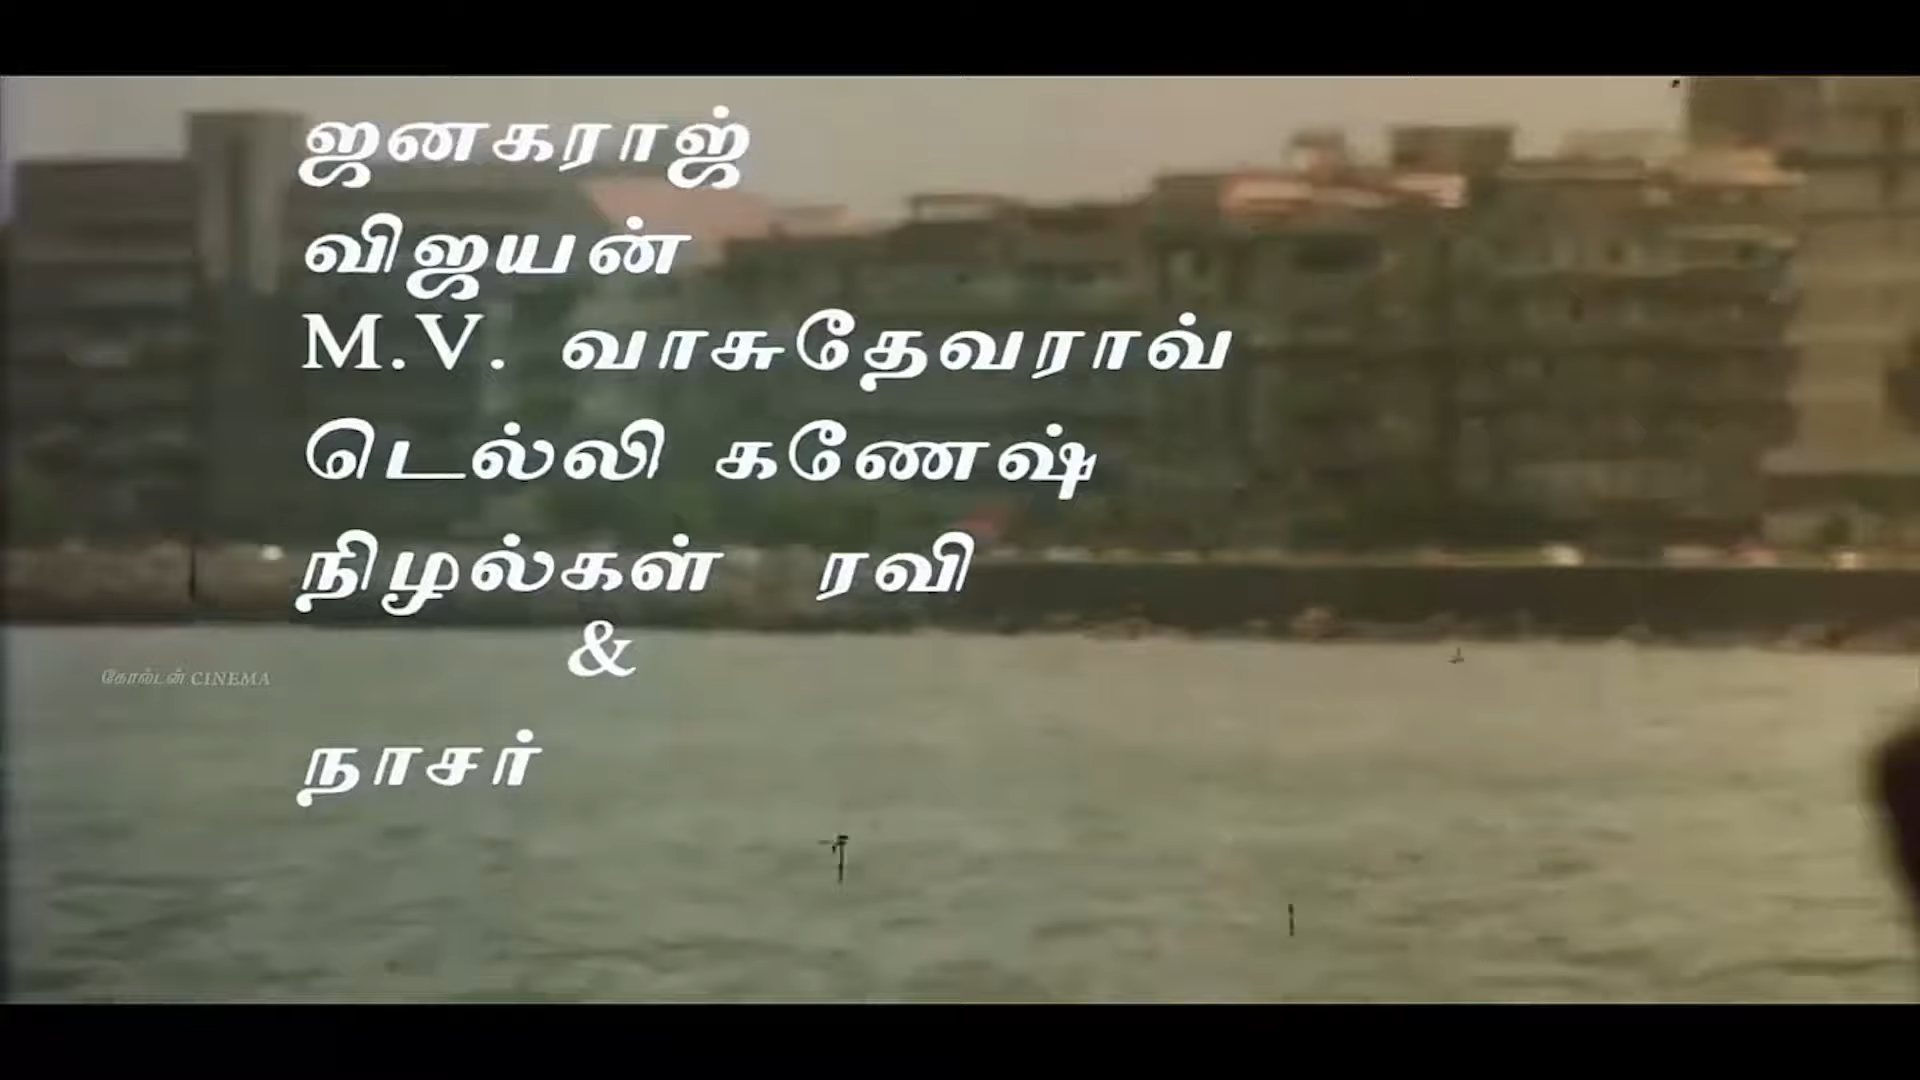 ஜனகராஜ்
விஜயன்
M.V. வாசுதேவராவ்
டெல்லி கணேஷ்
நிழல்கள் ரவி
&
கோல்டன் CINEMA
நாசர்